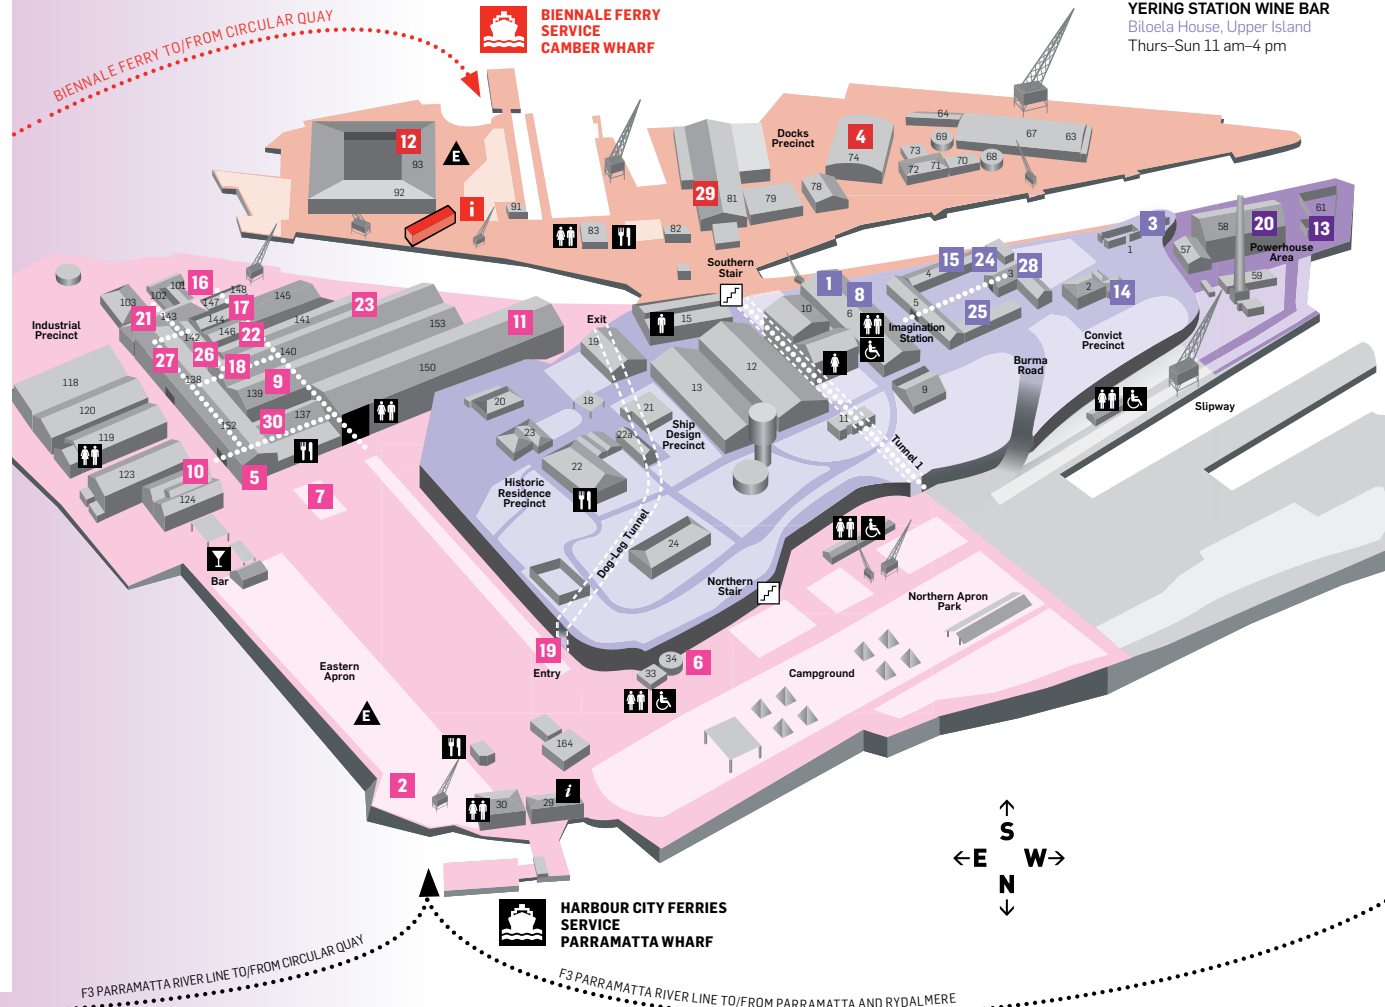 BIENNALE FERRY TO/FROM CIRCULAR QUAY
BIENNALE FERRY
SERVICE
CAMBER WHARF
YERING STATION WINE BAR
Biloela House, Upper Island
Thurs–Sun 11 am–4 pm
12
93
92
E
i
91
83
82
29
81
79
78
Docks
Precinct
4
74
64
67
63
69
73
72
71
70
68
3
1
58
57
20
61
13
Powerhouse
Area
59
Southern
Stair
Industrial
Precinct
103
102
101
16
148
147
17
145
21
143
144
146
22
141
23
153
11
142
27
26
18
140
150
138
9
139
30
137
152
118
120
119
123
10
124
5
7
Exit
19
15
1
8
10
6
15
24
28
4
3
5
25
2
14
Imagination
Station
Convict
Precinct
Burma
Road
13
12
9
11
20
18
21
23
22a
22
Ship
Design
Precinct
Historic
Residence
Precinct
Tunnel 1
Slipway
Dog-Leg Tunnel
24
Bar
Northern
Stair
Northern Apron
Park
19
Entry
34
33
6
Campground
Eastern
Apron
E
164
2
30
29
i
S
E W
N
HARBOUR CITY FERRIES
SERVICE
PARRAMATTA WHARF
F3 PARRAMATTA RIVER LINE TO/FROM CIRCULAR QUAY
F3 PARRAMATTA RIVER LINE TO/FROM PARRAMATTA AND RYDALMERE